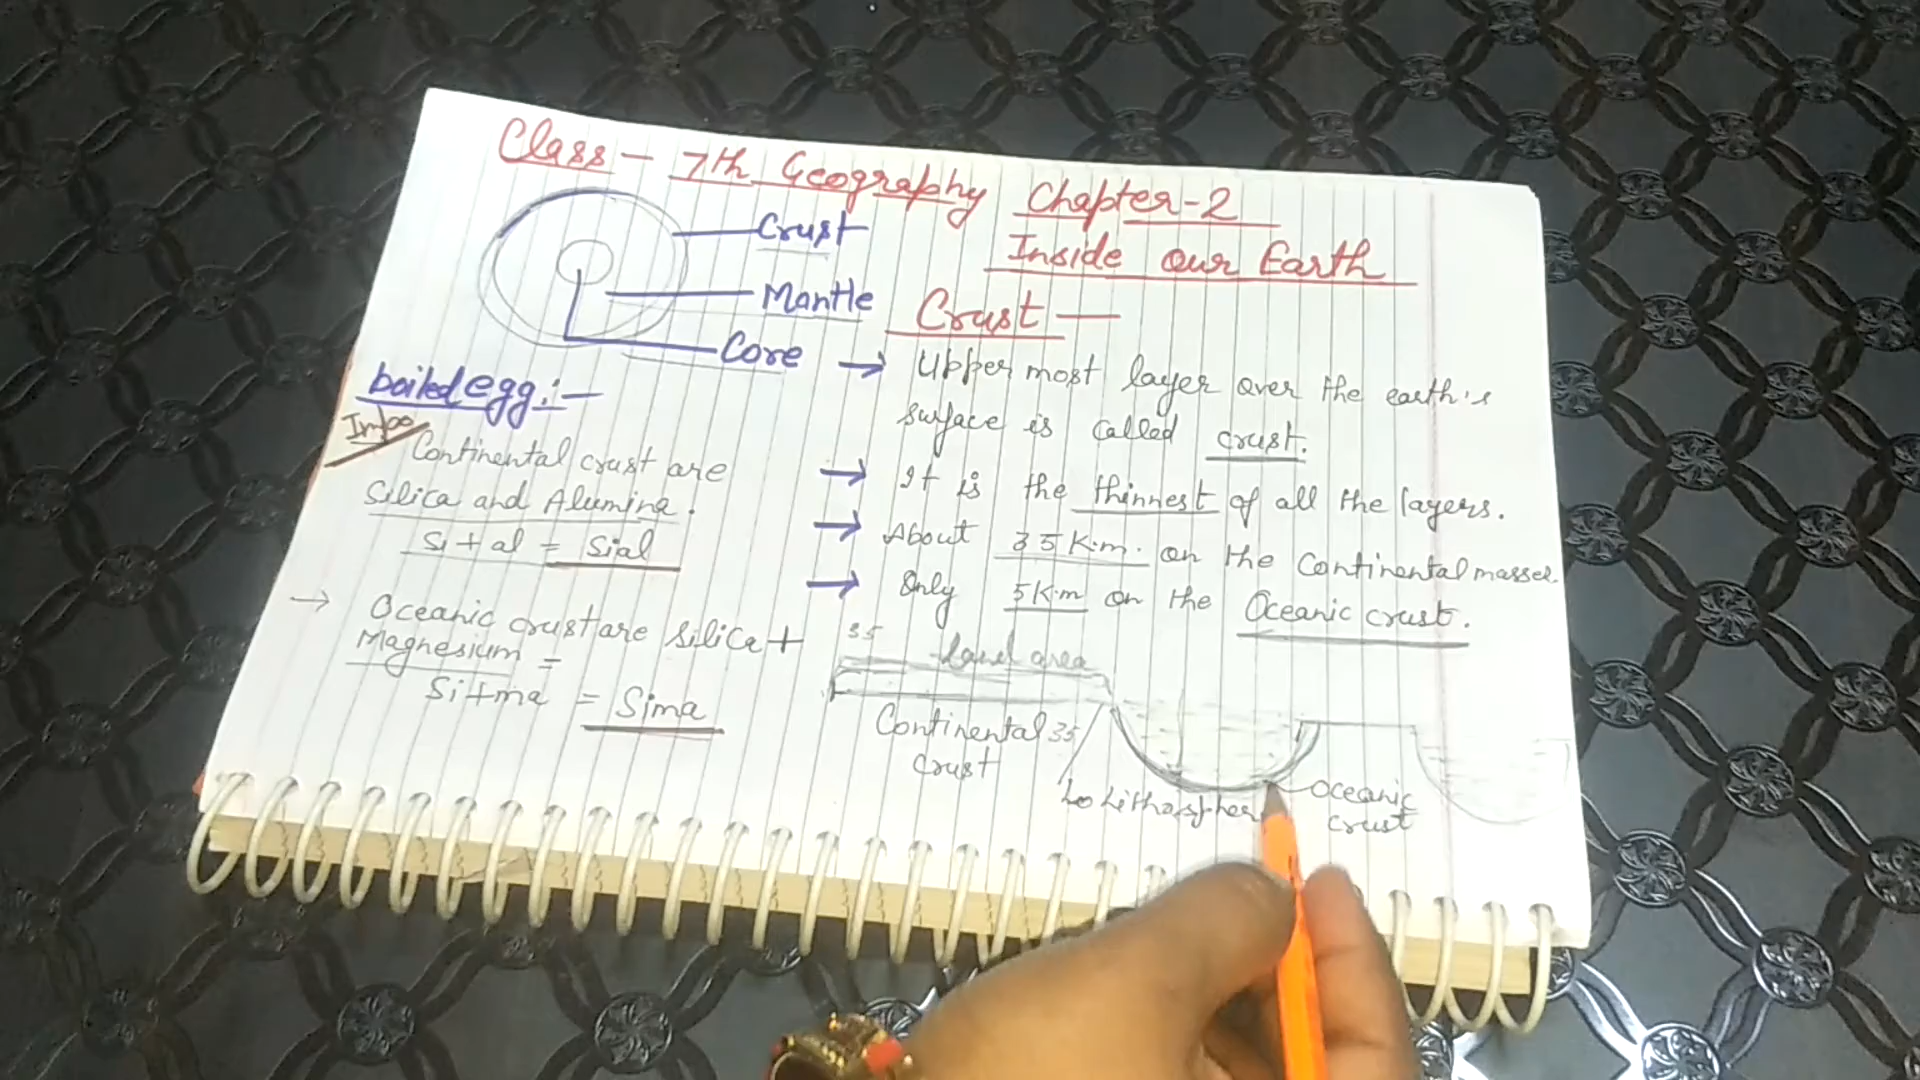 Class - 7th Geography Chapter-2
Inside our Earth
Crust
Mantle
Core
boiled egg :-
Imp
Continental crust are
Silica and Alumina.
Si + al = Sial
→ Oceanic crust are silica +
Magnesium =
Si + ma = Sima
Crust —
→ Upper most layer over the earth's
surface is called crust.
→ It is the thinnest of all the layers.
→ About 35 K.m. on the Continental masses
→ Only 5 K.m on the Oceanic crust.
35
Land area
Continental 35
crust
Lithospher
Oceanic
crust